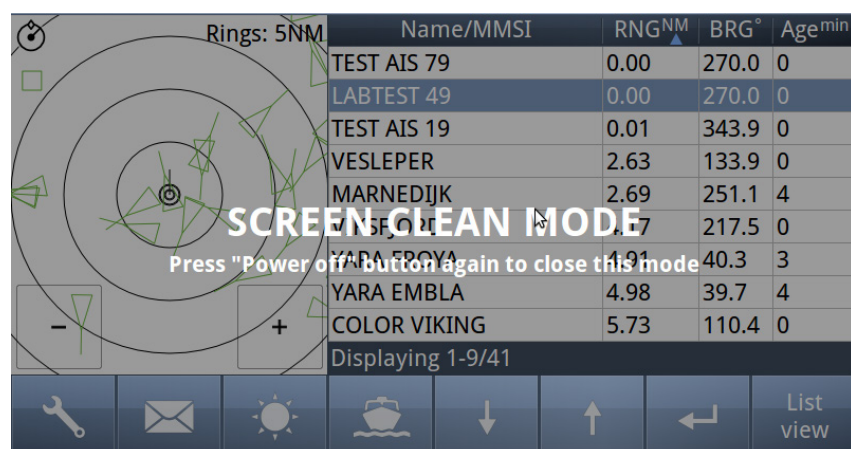 Rings: 5NM
Name/MMSI RNG NM BRG° Age min
TEST AIS 79 0.00 270.0 0
LABTEST 49 0.00 270.0 0
TEST AIS 19 0.01 343.9 0
VESLEPER 2.63 133.9 0
MARNEDIJK 2.69 251.1 4
SCREEN CLEAN MODE
217.5 0
Press "Power off" button again to close this mode
YARA 4.91 40.3 3
YARA EMBLA 4.98 39.7 4
COLOR VIKING 5.73 110.4 0
- +
Displaying 1-9/41
List
view